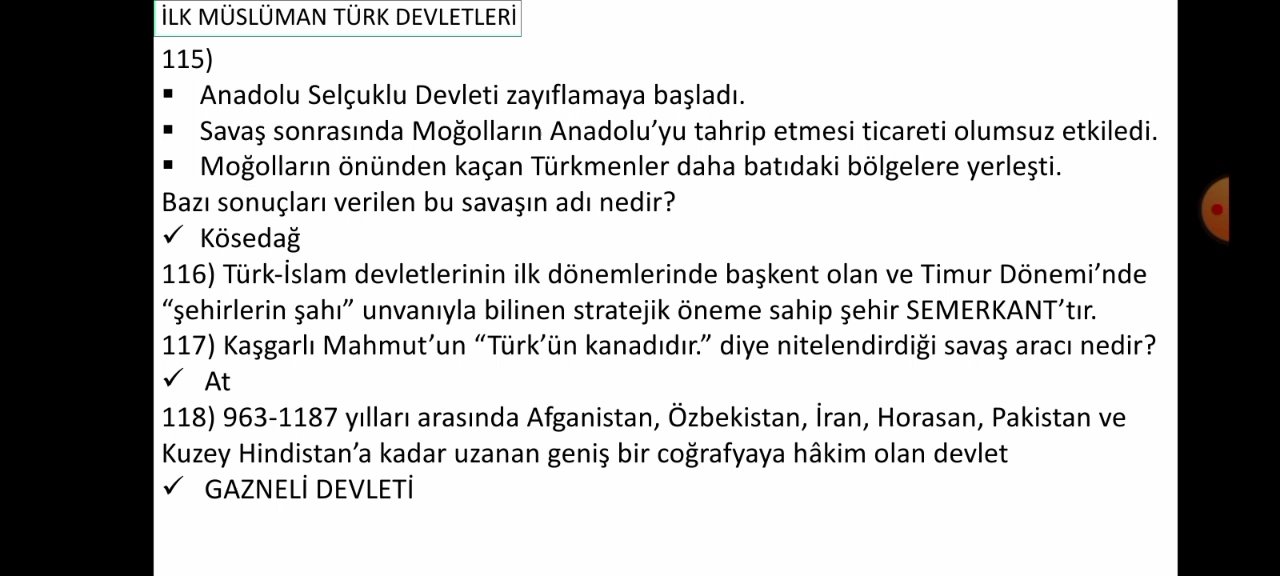 İLK MÜSLÜMAN TÜRK DEVLETLERİ
115)
▪ Anadolu Selçuklu Devleti zayıflamaya başladı.
▪ Savaş sonrasında Moğolların Anadolu’yu tahrip etmesi ticareti olumsuz etkiledi.
▪ Moğolların önünden kaçan Türkmenler daha batıdaki bölgelere yerleşti.
Bazı sonuçları verilen bu savaşın adı nedir?
✓ Kösedağ
116) Türk-İslam devletlerinin ilk dönemlerinde başkent olan ve Timur Dönemi’nde
“şehirlerin şahı” unvanıyla bilinen stratejik öneme sahip şehir SEMERKANT’tır.
117) Kaşgarlı Mahmut’un “Türk’ün kanadıdır.” diye nitelendirdiği savaş aracı nedir?
✓ At
118) 963-1187 yılları arasında Afganistan, Özbekistan, İran, Horasan, Pakistan ve
Kuzey Hindistan’a kadar uzanan geniş bir coğrafyaya hâkim olan devlet
✓ GAZNELİ DEVLETİ